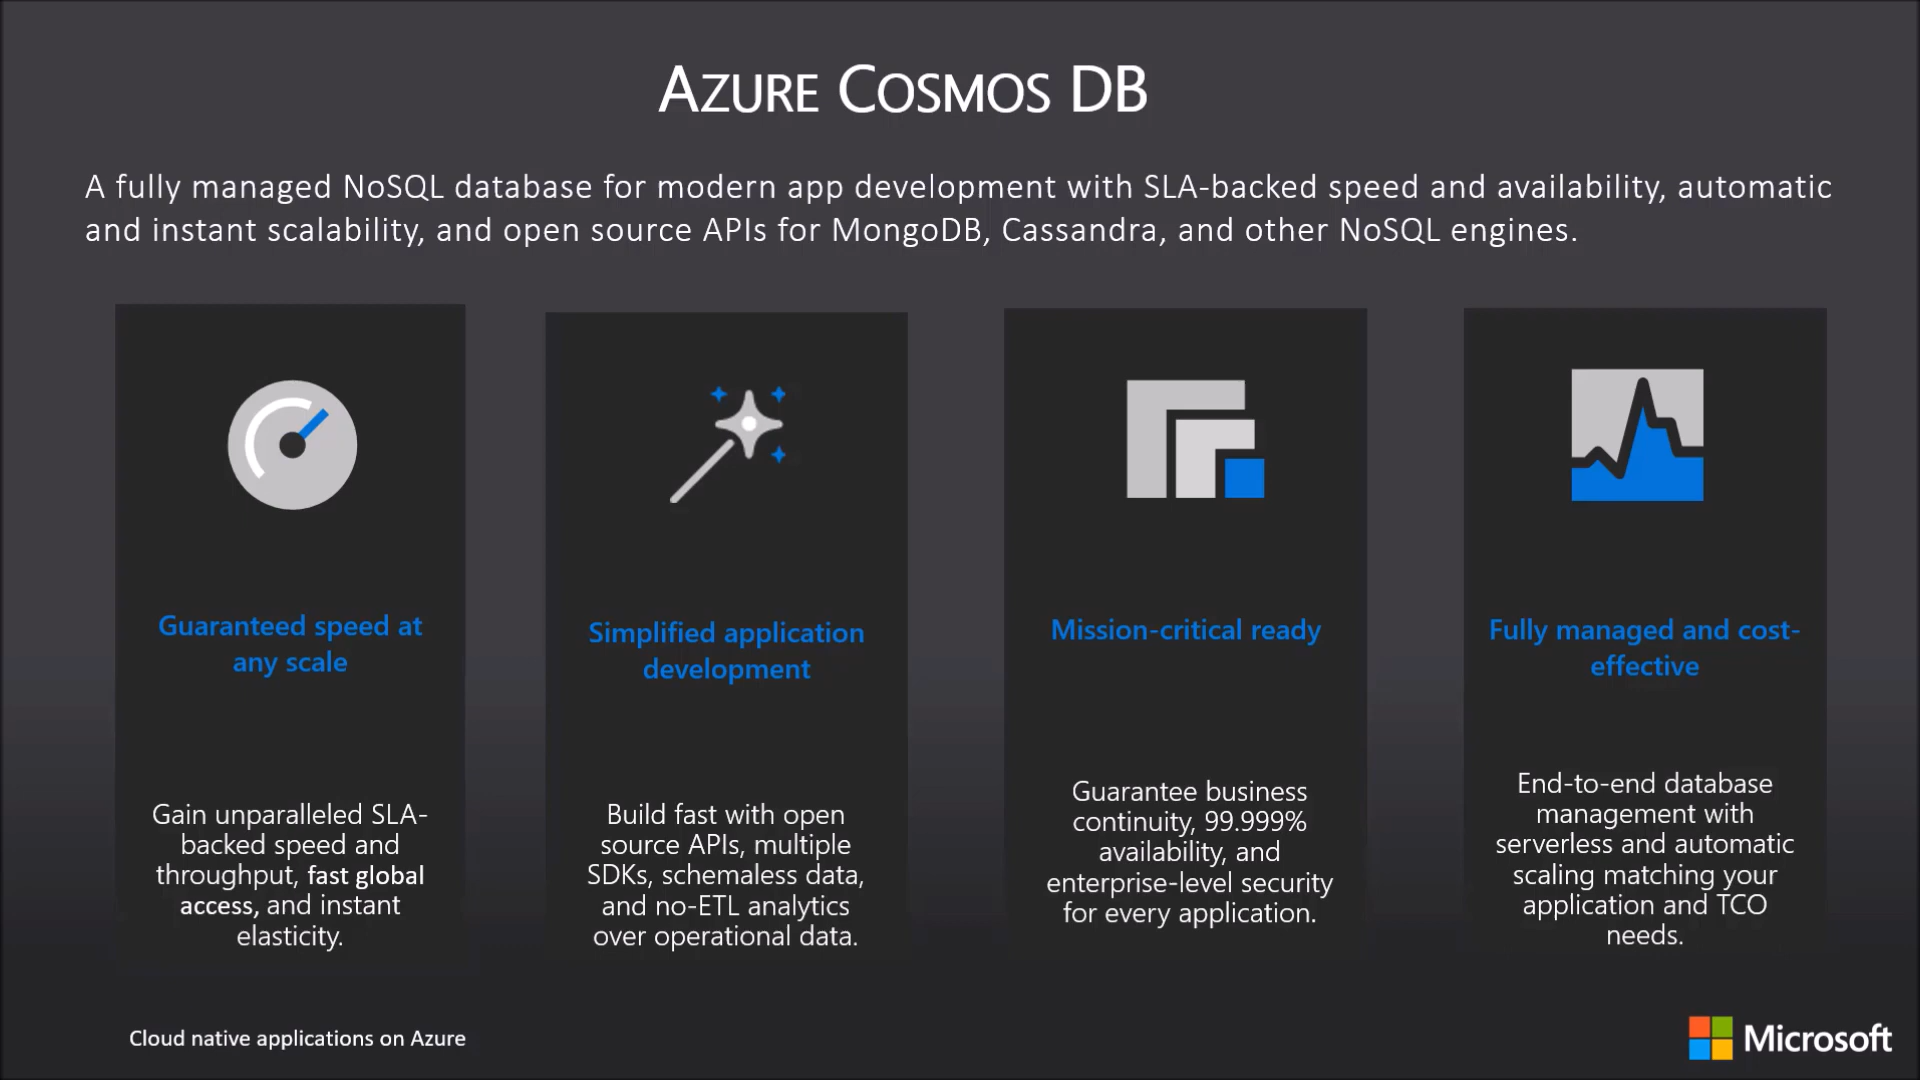 AZURE COSMOS DB
A fully managed NoSQL database for modern app development with SLA-backed speed and availability, automatic
and instant scalability, and open source APIs for MongoDB, Cassandra, and other NoSQL engines.
Guaranteed speed at
any scale
Gain unparalleled SLA-
backed speed and
throughput, fast global
access, and instant
elasticity.
Simplified application
development
Build fast with open
source APIs, multiple
SDKs, schemaless data,
and no-ETL analytics
over operational data.
Mission-critical ready
Guarantee business
continuity, 99.999%
availability, and
enterprise-level security
for every application.
Fully managed and cost-
effective
End-to-end database
management with
serverless and automatic
scaling matching your
application and TCO
needs.
Cloud native applications on Azure
Microsoft